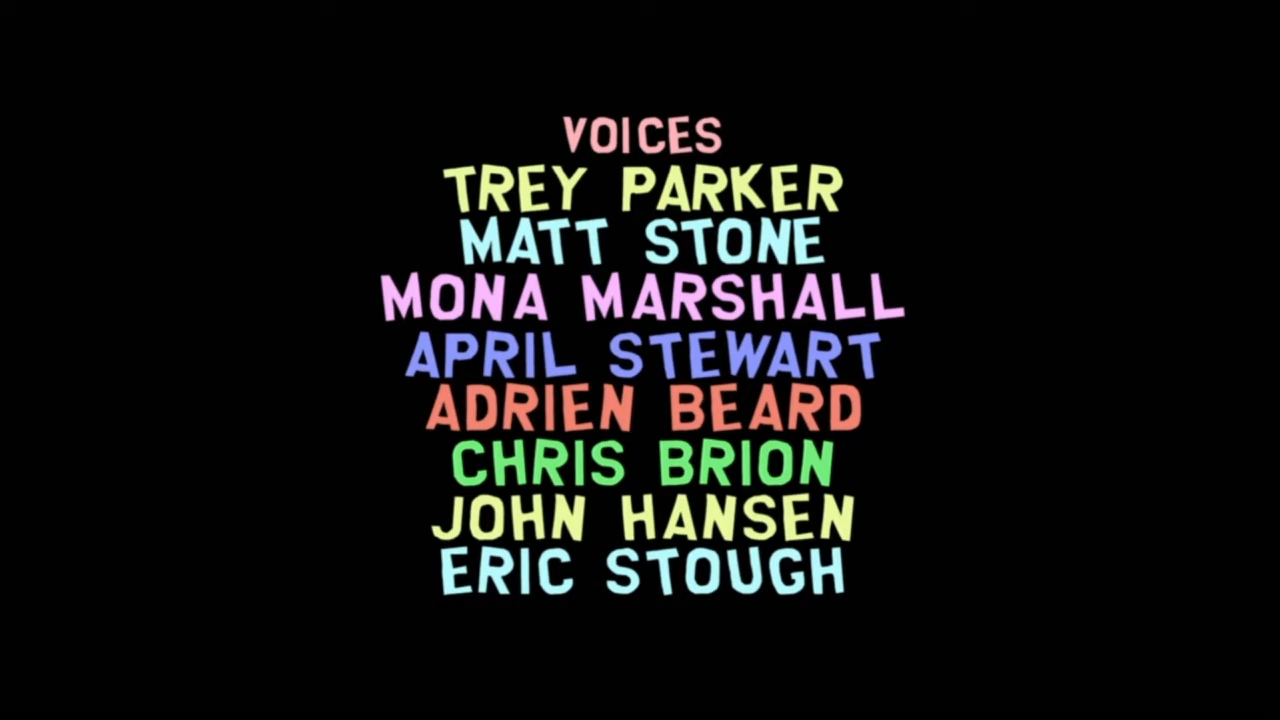 VOICES
TREY PARKER
MATT STONE
MONA MARSHALL
APRIL STEWART
ADRIEN BEARD
CHRIS BRION
JOHN HANSEN
ERIC STOUGH